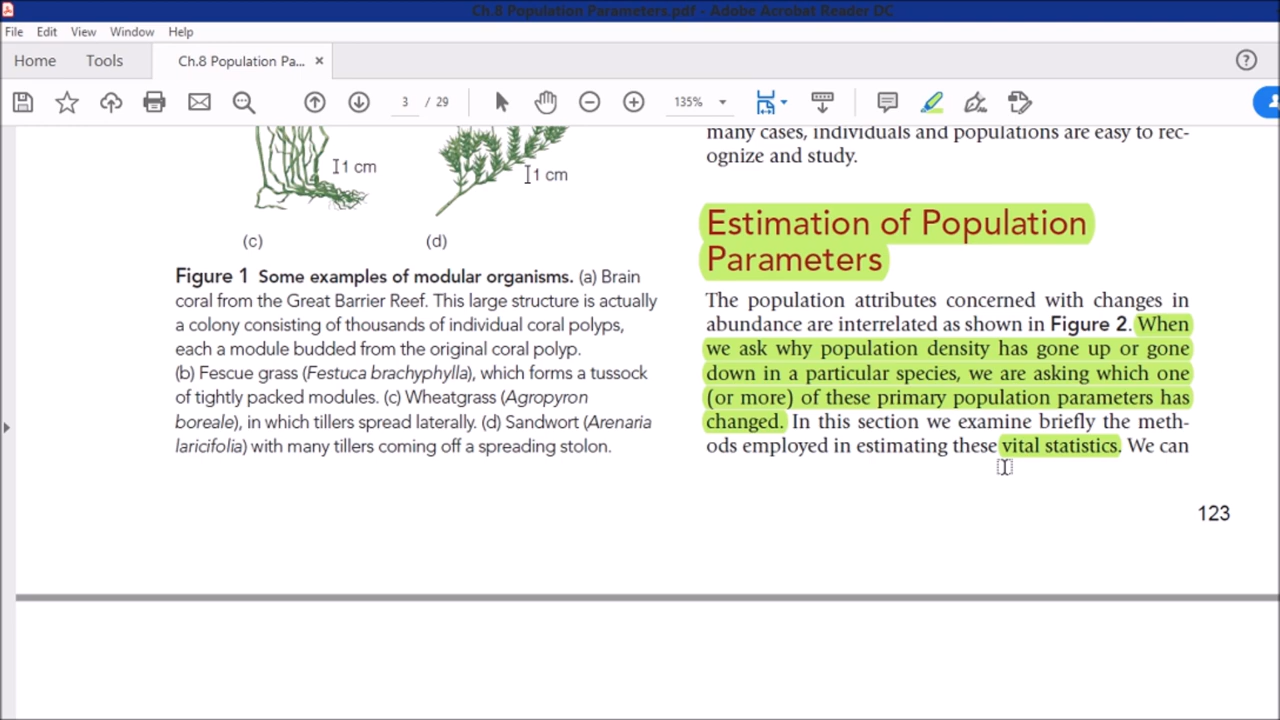 Ch.8 Population Parameters.pdf - Adobe Acrobat Reader DC
File Edit View Window Help
Home Tools Ch.8 Population Pa... ×
3 / 29 135%
1 cm
1 cm
(c) (d)
Figure 1 Some examples of modular organisms. (a) Brain
coral from the Great Barrier Reef. This large structure is actually
a colony consisting of thousands of individual coral polyps,
each a module budded from the original coral polyp.
(b) Fescue grass (Festuca brachyphylla), which forms a tussock
of tightly packed modules. (c) Wheatgrass (Agropyron
boreale), in which tillers spread laterally. (d) Sandwort (Arenaria
laricifolia) with many tillers coming off a spreading stolon.
many cases, individuals and populations are easy to rec-
ognize and study.
Estimation of Population
Parameters
The population attributes concerned with changes in
abundance are interrelated as shown in Figure 2. When
we ask why population density has gone up or gone
down in a particular species, we are asking which one
(or more) of these primary population parameters has
changed. In this section we examine briefly the meth-
ods employed in estimating these vital statistics. We can
123